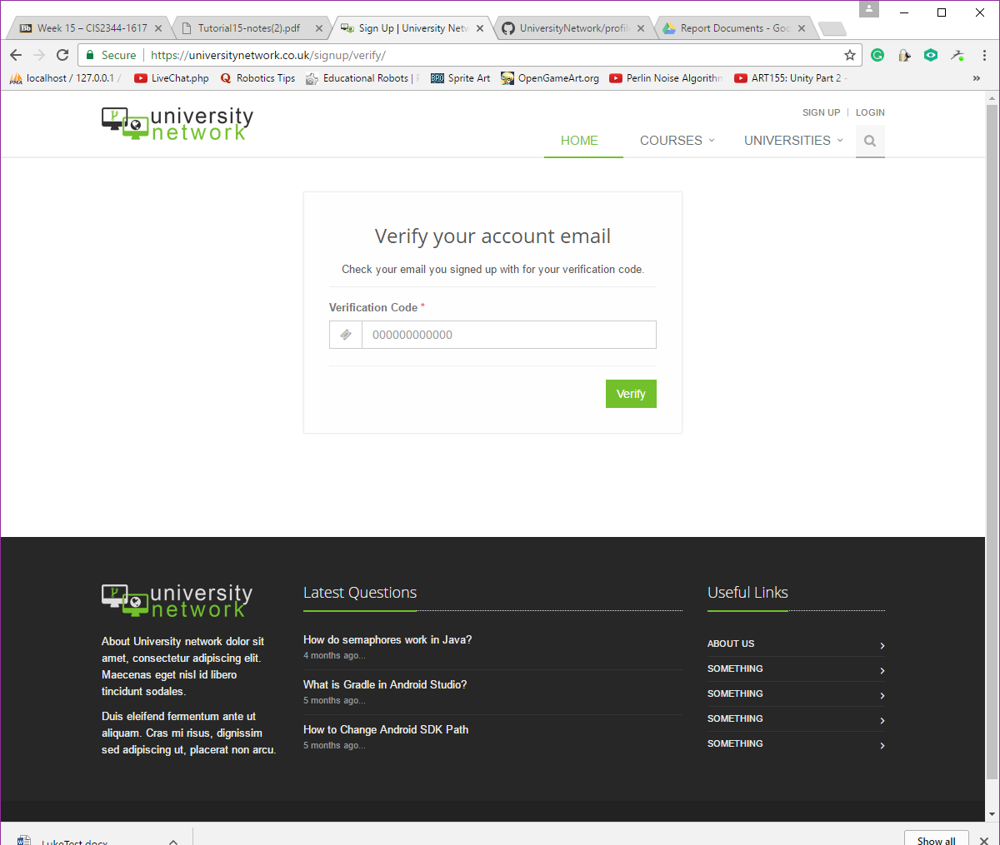 Week 15 – CIS2344-1617
Tutorial15-notes(2).pdf
Sign Up | University Netw
UniversityNetwork/profil
Report Documents - Goo
Secure
https://universitynetwork.co.uk/signup/verify/
localhost / 127.0.0.1 /
LiveChat.php
Robotics Tips
Educational Robots |
Sprite Art
OpenGameArt.org
Perlin Noise Algorithm
ART155: Unity Part 2 -
»
university
network
SIGN UP | LOGIN
HOME
COURSES
UNIVERSITIES
Verify your account email
Check your email you signed up with for your verification code.
Verification Code *
000000000000
Verify
university
network
About University network dolor sit
amet, consectetur adipiscing elit.
Maecenas eget nisl id libero
tincidunt sodales.
Duis eleifend fermentum ante ut
aliquam. Cras mi risus, dignissim
sed adipiscing ut, placerat non arcu.
Latest Questions
How do semaphores work in Java?
4 months ago...
What is Gradle in Android Studio?
5 months ago...
How to Change Android SDK Path
5 months ago...
Useful Links
ABOUT US
SOMETHING
SOMETHING
SOMETHING
SOMETHING
LukeTest.docx
Show all